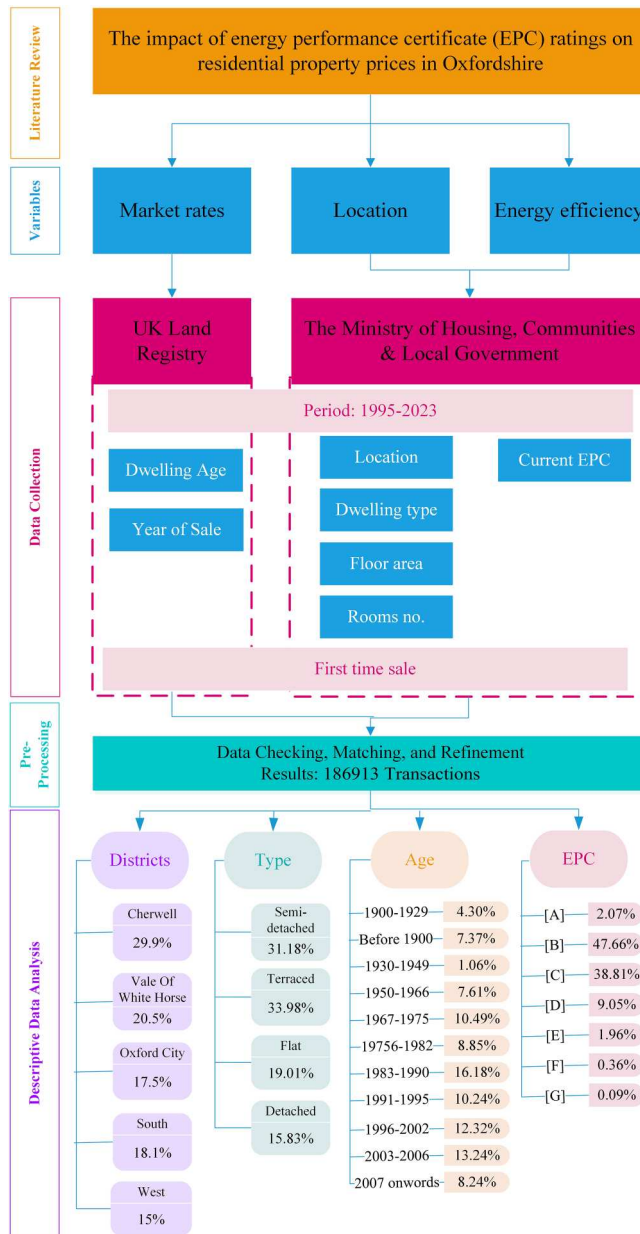 Literature Review
The impact of energy performance certificate (EPC) ratings on
residential property prices in Oxfordshire
Variables
Market rates
Location
Energy efficiency
Data Collection
UK Land
Registry
The Ministry of Housing, Communities
& Local Government
Period: 1995-2023
Dwelling Age
Year of Sale
Location
Dwelling type
Floor area
Rooms no.
Current EPC
First time sale
Pre-
Processing
Data Checking, Matching, and Refinement
Results: 186913 Transactions
Descriptive Data Analysis
Districts
Cherwell
29.9%
Vale Of
White Horse
20.5%
Oxford City
17.5%
South
18.1%
West
15%
Type
Semi-
detached
31.18%
Terraced
33.98%
Flat
19.01%
Detached
15.83%
Age
1900-1929 4.30%
Before 1900 7.37%
1930-1949 1.06%
1950-1966 7.61%
1967-1975 10.49%
19756-1982 8.85%
1983-1990 16.18%
1991-1995 10.24%
1996-2002 12.32%
2003-2006 13.24%
2007 onwords 8.24%
EPC
[A] 2.07%
[B] 47.66%
[C] 38.81%
[D] 9.05%
[E] 1.96%
[F] 0.36%
[G] 0.09%